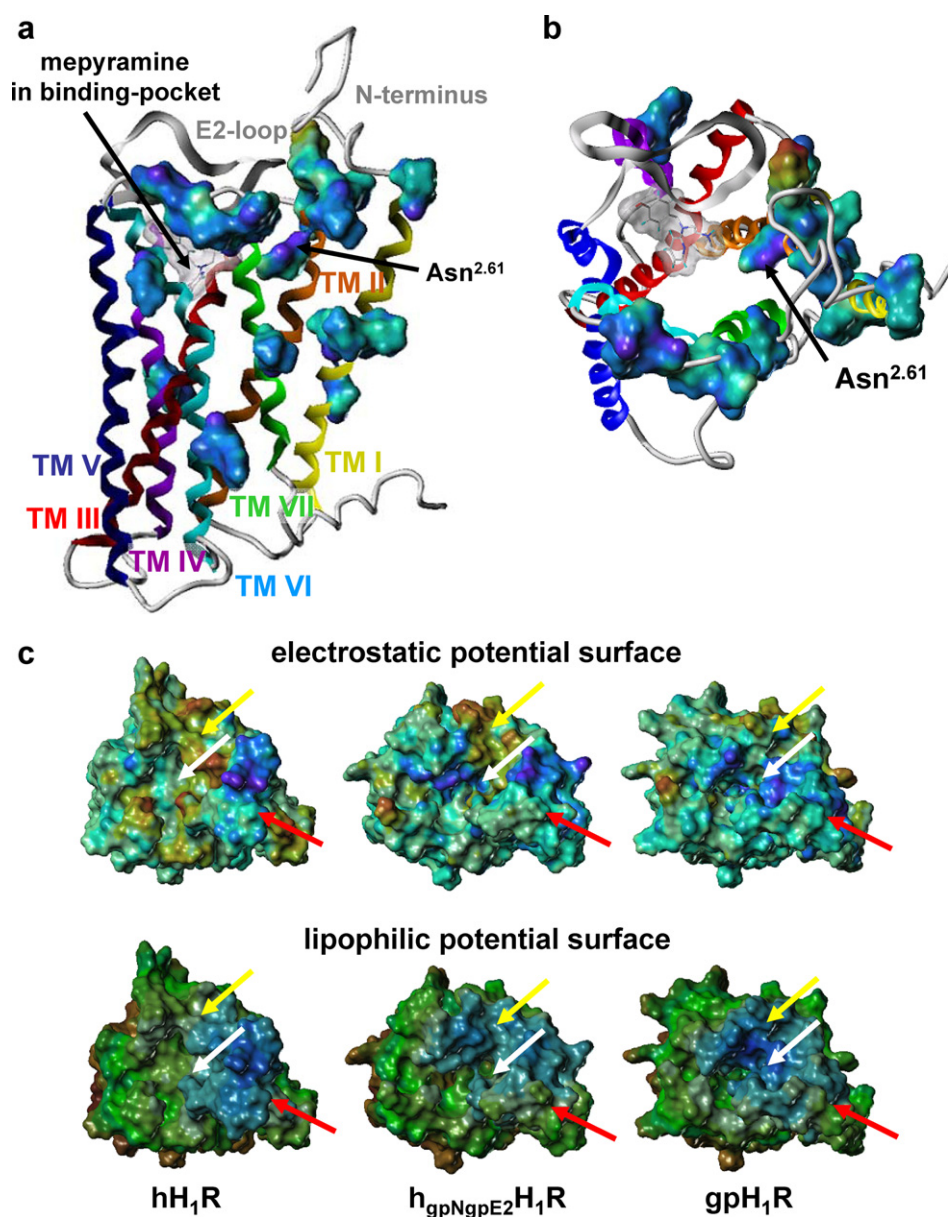 a
mepyramine
in binding-pocket
N-terminus
E2-loop
Asn2.61
TM II
TM V
TM I
TM VII
TM III
TM IV
TM VI
b
Asn2.61
c
electrostatic potential surface
lipophilic potential surface
hH1R
hgpNgpE2H1R
gpH1R